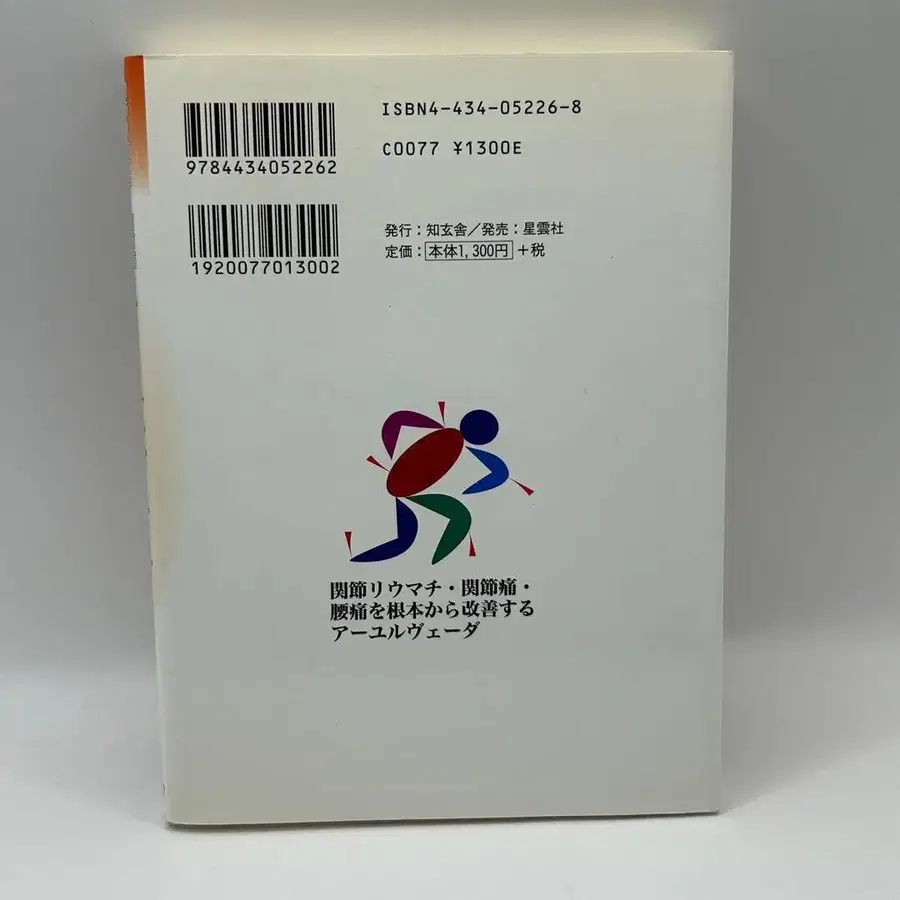 ISBN4-434-05226-8
9784434052262
C0077 ¥1300E
1920077013002
発行：知玄舎／発売：星雲社
定価：本体1,300円＋税
関節リウマチ・関節痛・
腰痛を根本から改善する
アーユルヴェーダ